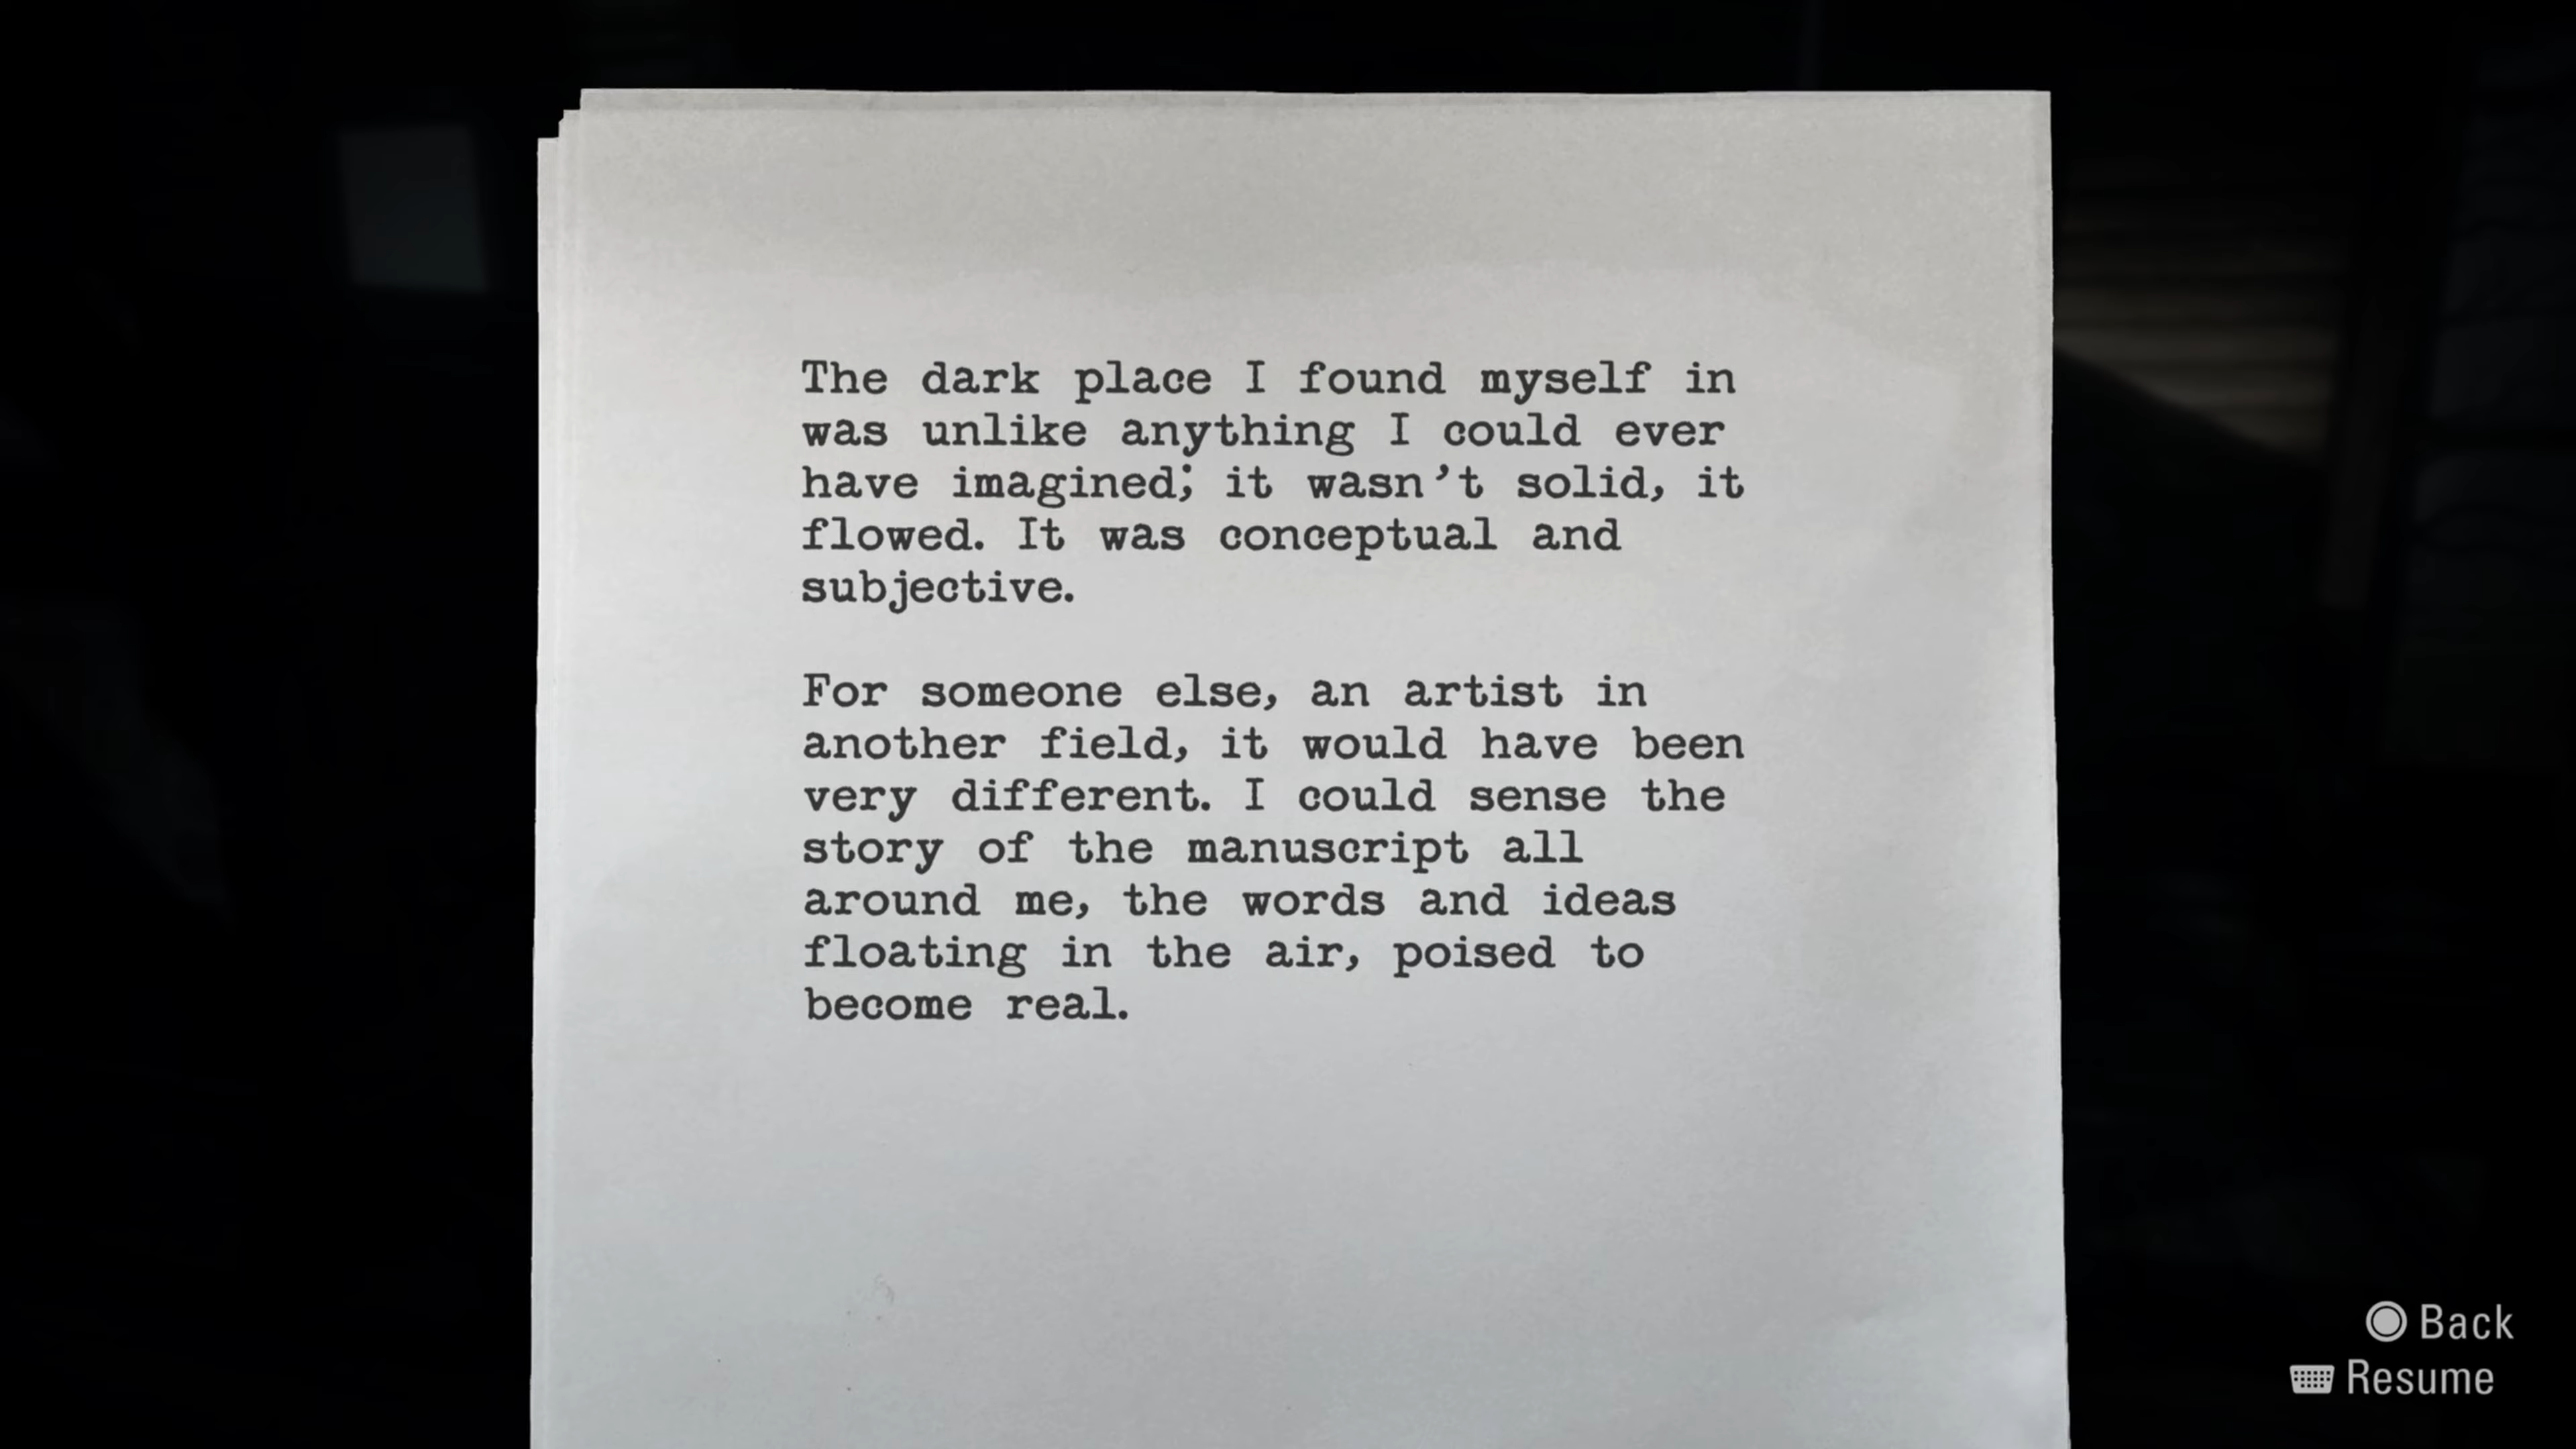 The dark place I found myself in
was unlike anything I could ever
have imagined; it wasn't solid, it
flowed. It was conceptual and
subjective.
For someone else, an artist in
another field, it would have been
very different. I could sense the
story of the manuscript all
around me, the words and ideas
floating in the air, poised to
become real.
Back
Resume